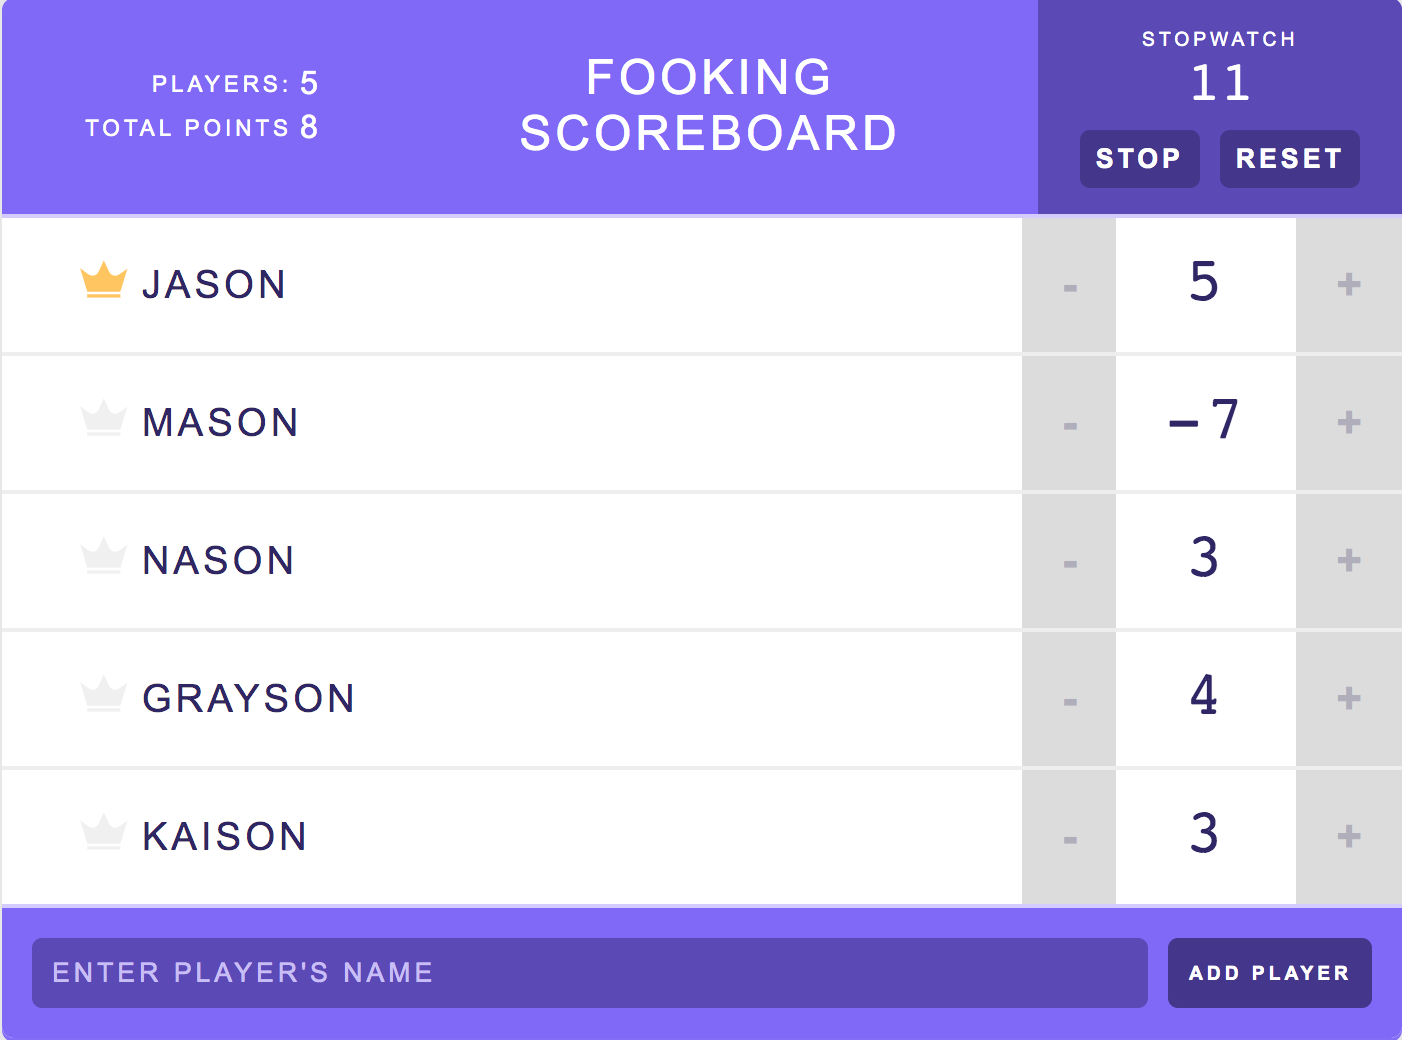 PLAYERS: 5
TOTAL POINTS 8
FOOKING
SCOREBOARD
STOPWATCH
11
STOP RESET
JASON - 5 +
MASON - -7 +
NASON - 3 +
GRAYSON - 4 +
KAISON - 3 +
ENTER PLAYER'S NAME ADD PLAYER